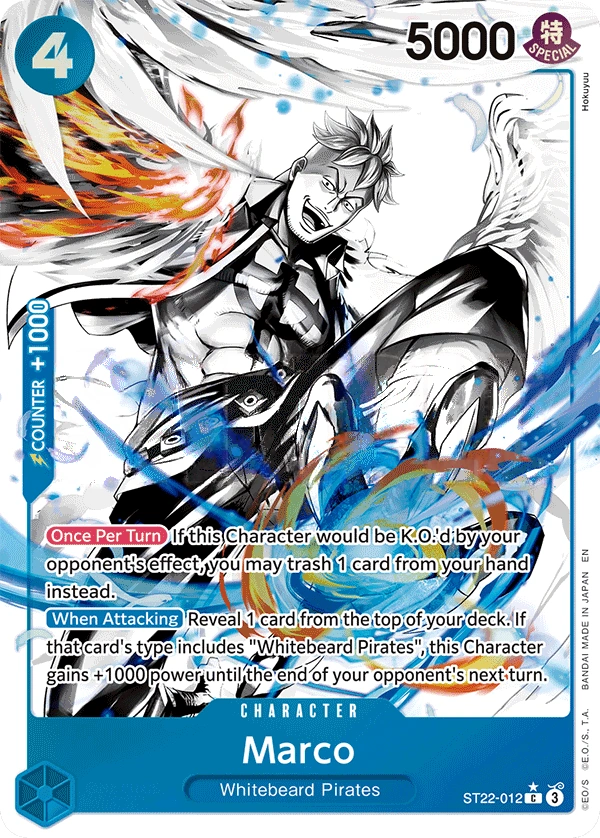 4
5000
特
SPECIAL
Hokuyuu
COUNTER +1000
Once Per Turn If this Character would be K.O.'d by your
opponent's effect, you may trash 1 card from your hand
instead.
When Attacking Reveal 1 card from the top of your deck. If
that card's type includes "Whitebeard Pirates", this Character
gains +1000 power until the end of your opponent's next turn.
CHARACTER
Marco
Whitebeard Pirates
ST22-012 C 3
©EO/S ©E.O./S., T.A. BANDAI MADE IN JAPAN EN